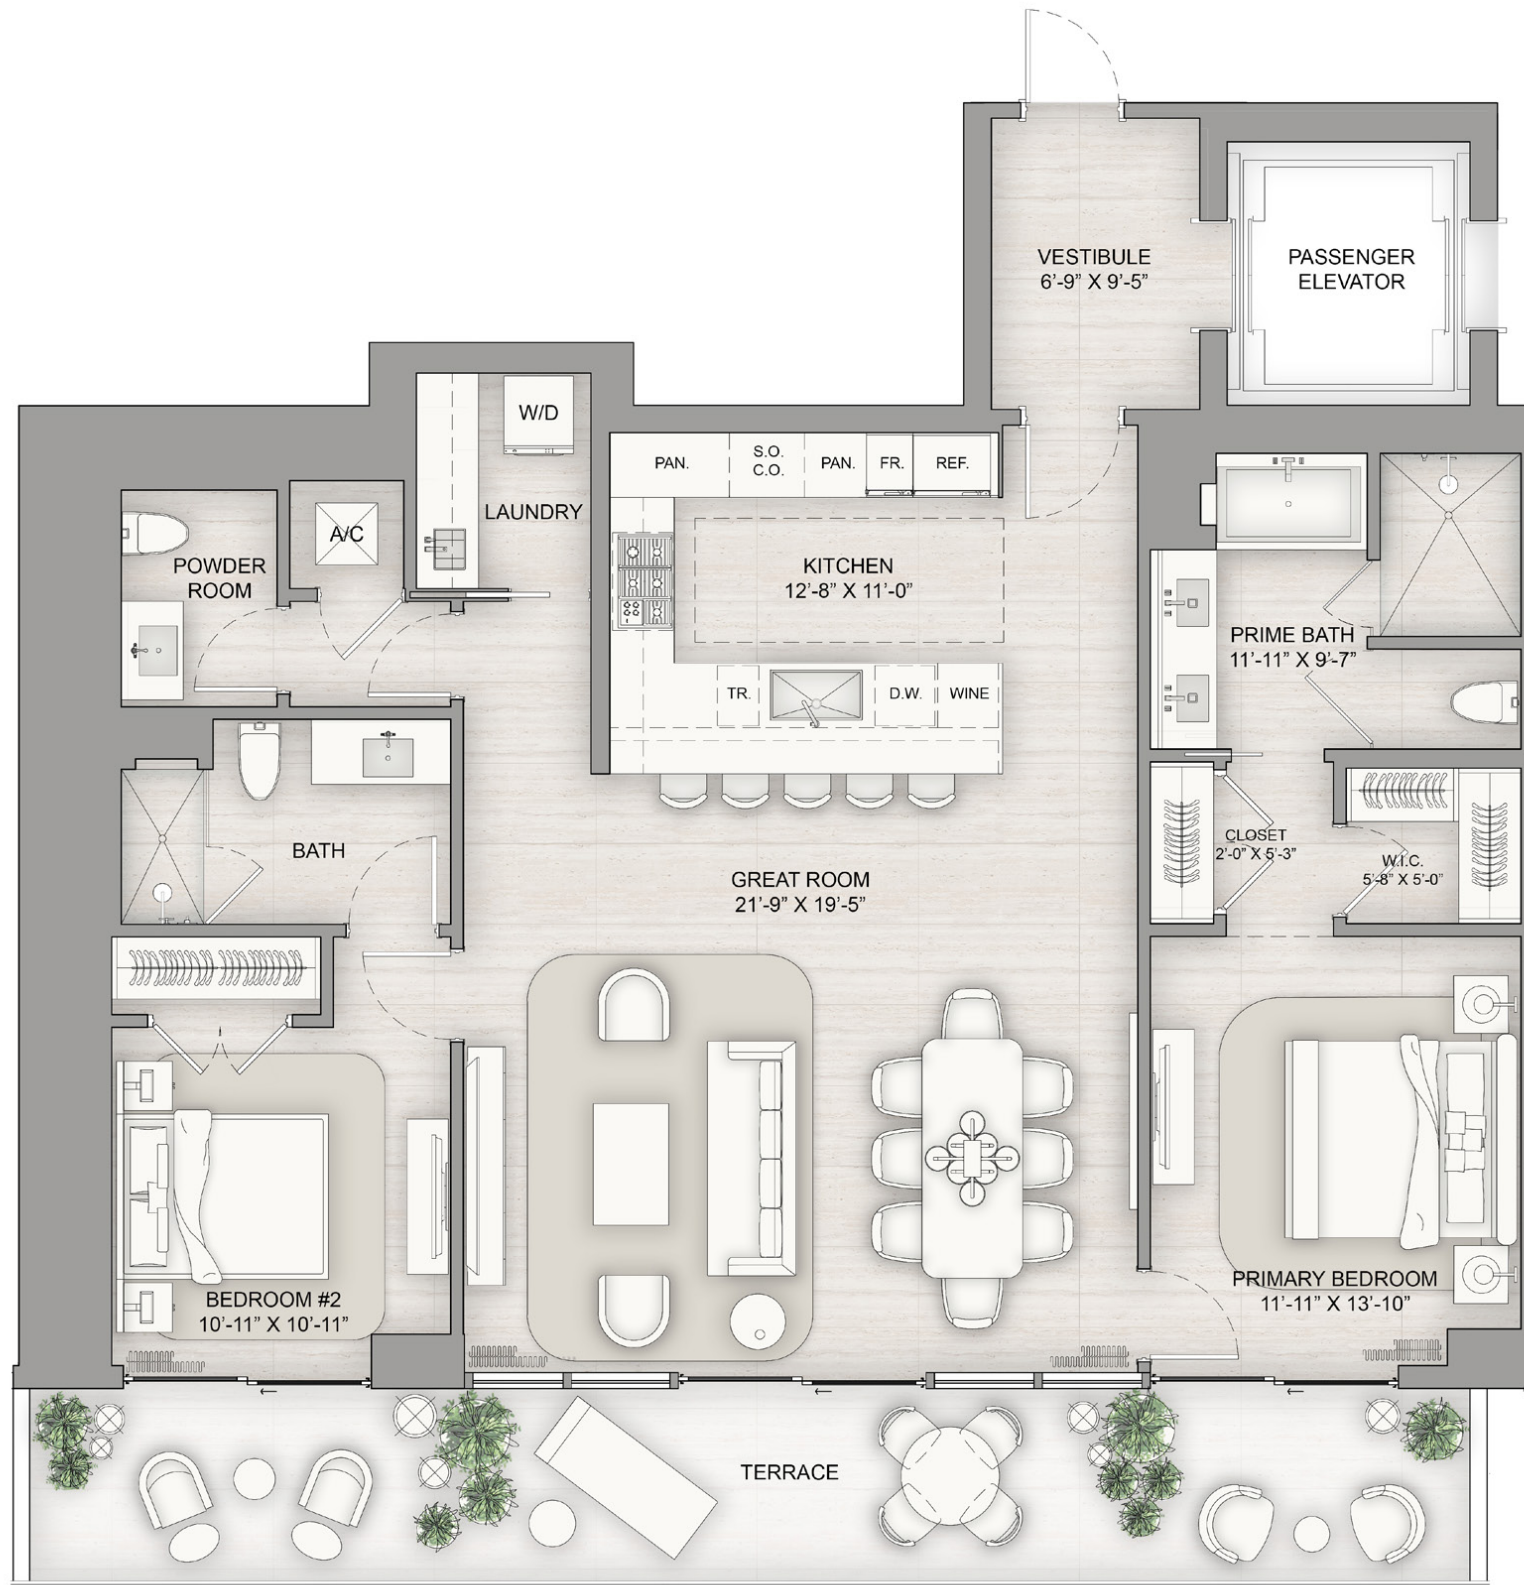 VESTIBULE
6'-9" X 9'-5"
PASSENGER
ELEVATOR
W/D
LAUNDRY
A/C
POWDER
ROOM
PAN.
S.O.
C.O.
PAN.
FR.
REF.
KITCHEN
12'-8" X 11'-0"
TR.
D.W.
WINE
PRIME BATH
11'-11" X 9'-7"
BATH
CLOSET
2'-0" X 5'-3"
W.I.C.
5'-8" X 5'-0"
GREAT ROOM
21'-9" X 19'-5"
BEDROOM #2
10'-11" X 10'-11"
PRIMARY BEDROOM
11'-11" X 13'-10"
TERRACE